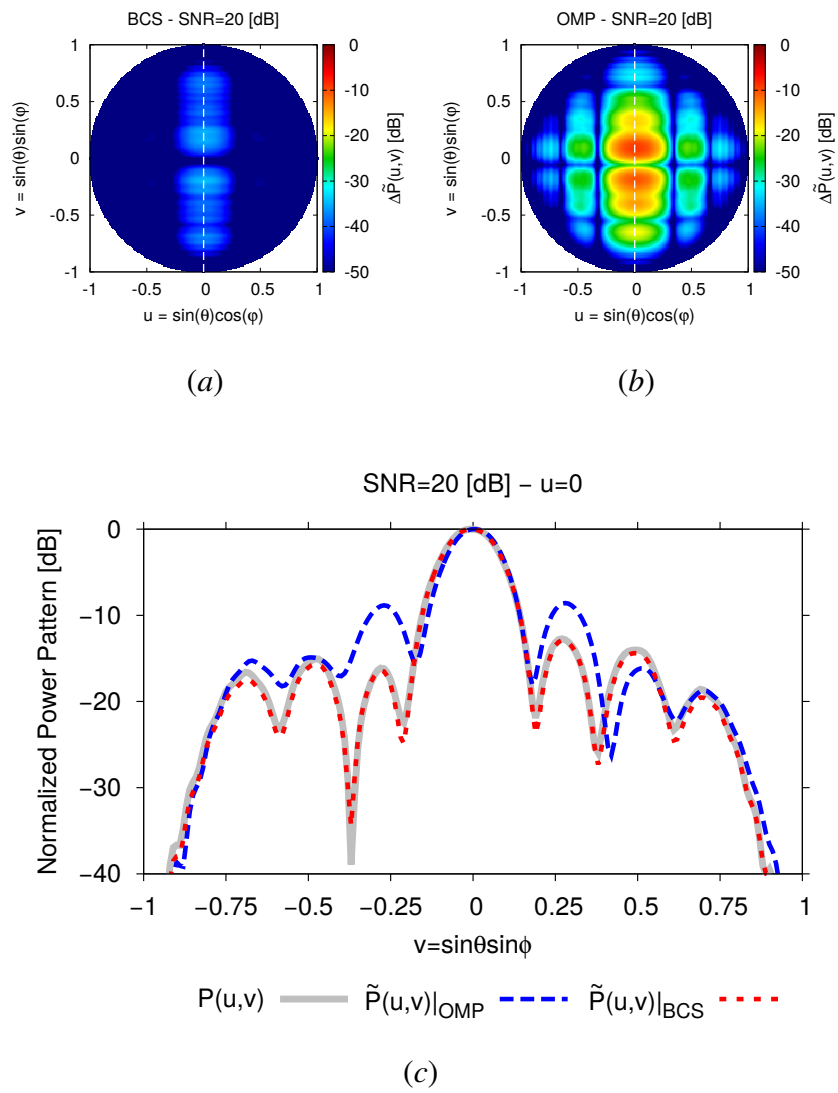 BCS - SNR=20 [dB]
OMP - SNR=20 [dB]
1
0.5
0
-0.5
-1
-1
-0.5
0
0.5
1
v = sin(θ)sin(φ)
u = sin(θ)cos(φ)
0
-10
-20
-30
-40
-50
ΔP̃(u,v) [dB]
1
0.5
0
-0.5
-1
-1
-0.5
0
0.5
1
v = sin(θ)sin(φ)
u = sin(θ)cos(φ)
0
-10
-20
-30
-40
-50
ΔP̃(u,v) [dB]
(a)
(b)
SNR=20 [dB] − u=0
Normalized Power Pattern [dB]
0
−10
−20
−30
−40
−1
−0.75
−0.5
−0.25
0
0.25
0.5
0.75
1
v=sinθsinϕ
P(u,v)
P̃(u,v)|OMP
P̃(u,v)|BCS
(c)